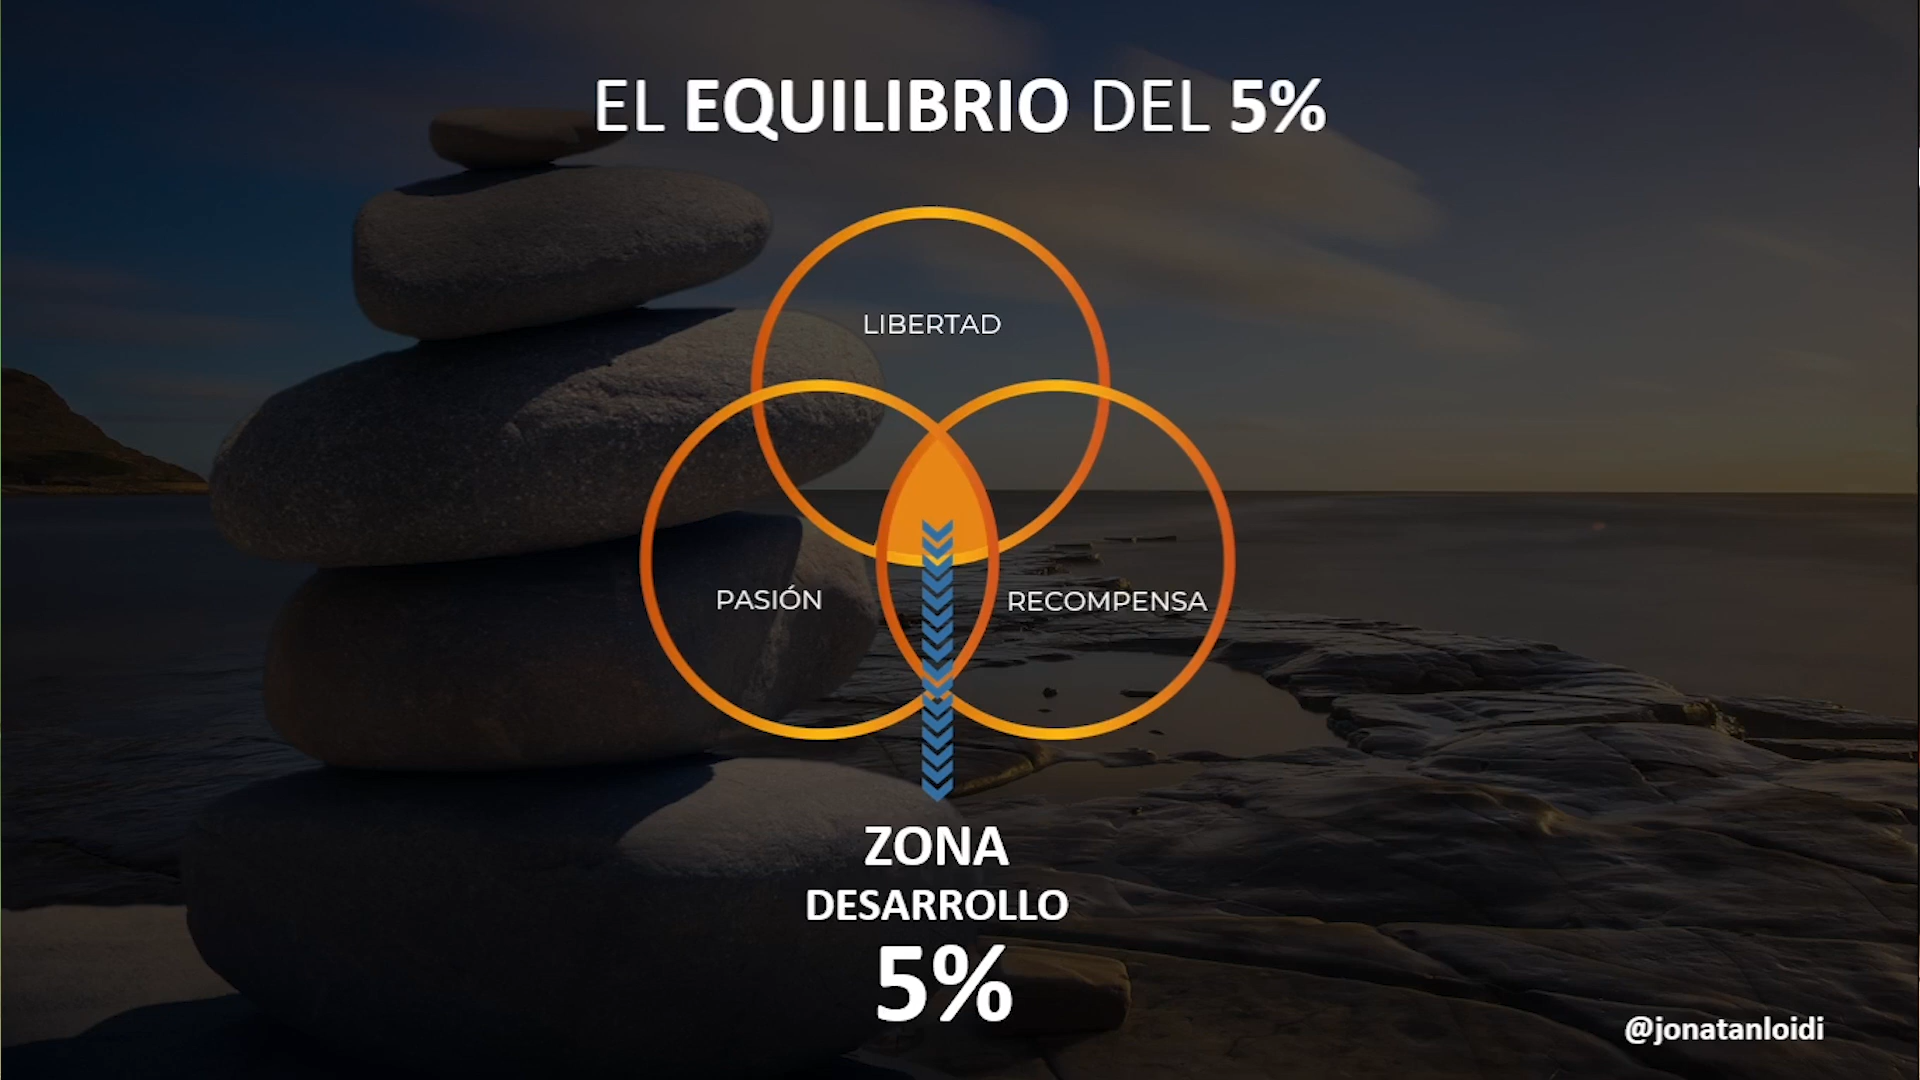 EL EQUILIBRIO DEL 5%
LIBERTAD
PASIÓN
RECOMPENSA
ZONA
DESARROLLO
5%
@jonatanloidi